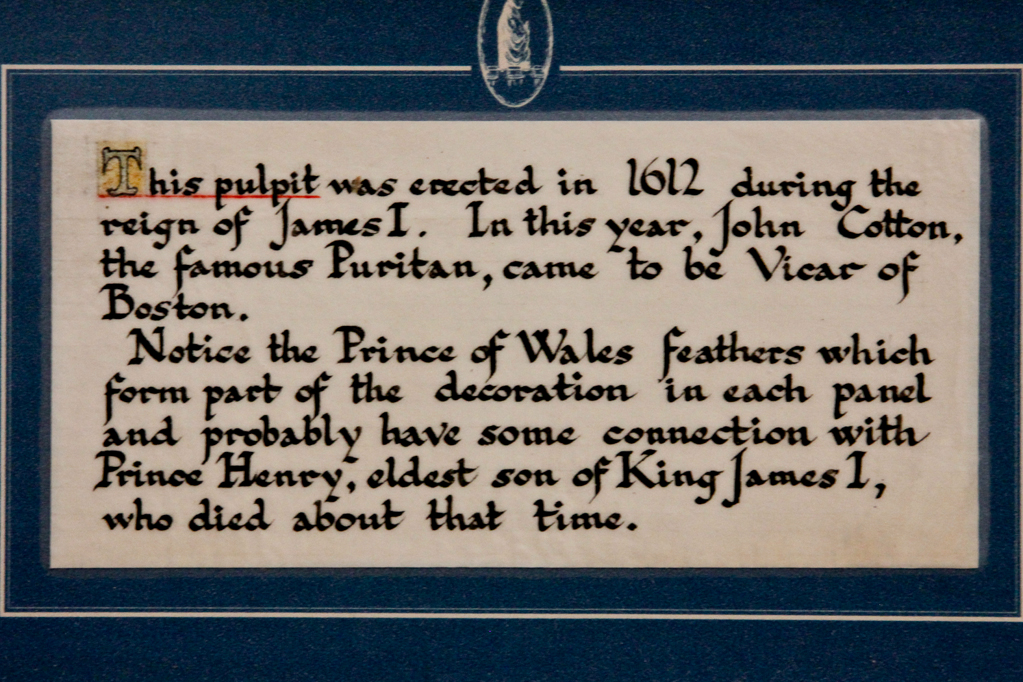 This pulpit was erected in 1612 during the
reign of James I. In this year, John Cotton,
the famous Puritan, came to be Vicar of
Boston.
Notice the Prince of Wales feathers which
form part of the decoration in each panel
and probably have some connection with
Prince Henry, eldest son of King James I,
who died about that time.